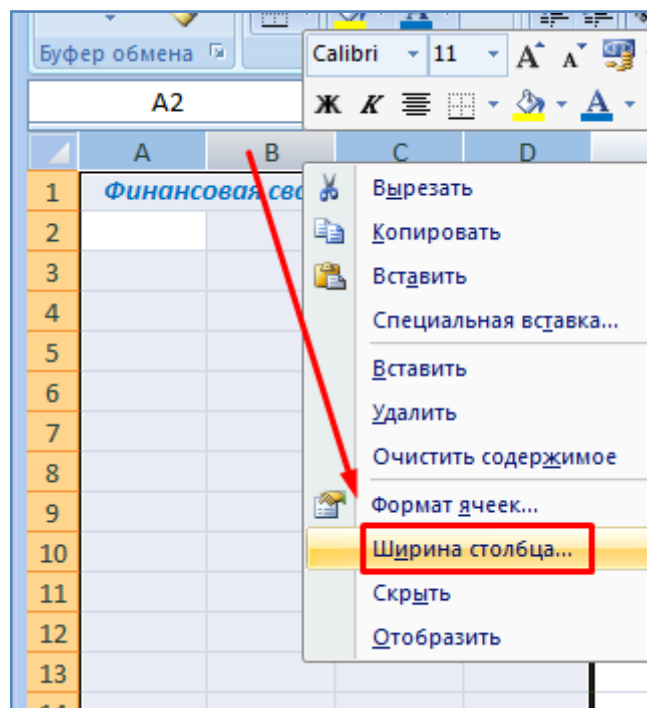 Буфер обмена
Calibri 11 A A
Ж К A
A2
A B C D
1 Финансовая сво
2
3
4
5
6
7
8
9
10
11
12
13
Вырезать
Копировать
Вставить
Специальная вставка...
Вставить
Удалить
Очистить содержимое
Формат ячеек...
Ширина столбца...
Скрыть
Отобразить